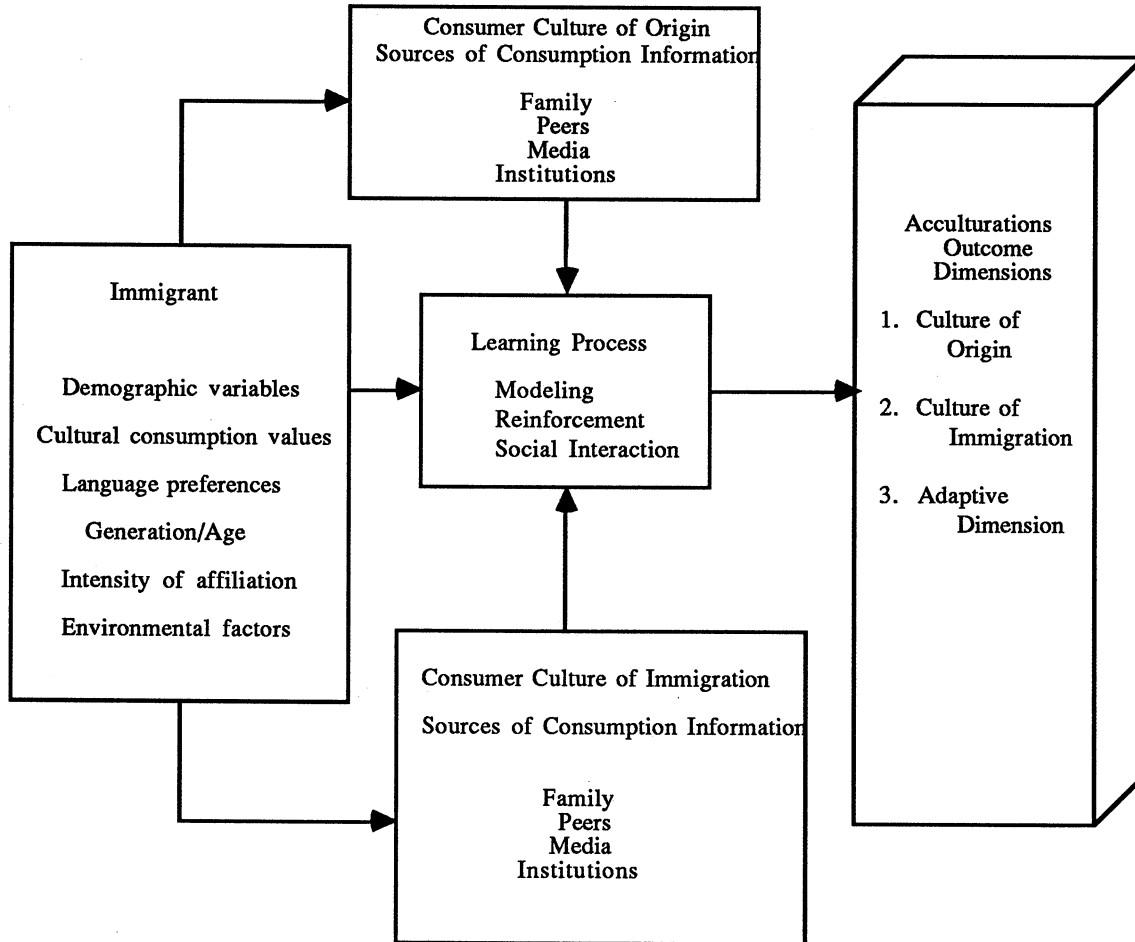 Consumer Culture of Origin
Sources of Consumption Information
Family
Peers
Media
Institutions
Immigrant
Demographic variables
Cultural consumption values
Language preferences
Generation/Age
Intensity of affiliation
Environmental factors
Learning Process
Modeling
Reinforcement
Social Interaction
Consumer Culture of Immigration
Sources of Consumption Information
Family
Peers
Media
Institutions
Acculturations
Outcome
Dimensions
1. Culture of
Origin
2. Culture of
Immigration
3. Adaptive
Dimension